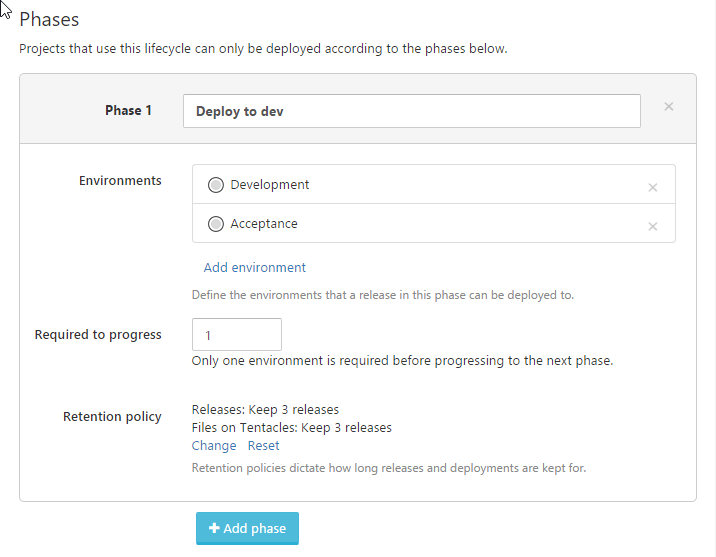 Phases
Projects that use this lifecycle can only be deployed according to the phases below.
Phase 1
Deploy to dev
Environments
Development
Acceptance
Add environment
Define the environments that a release in this phase can be deployed to.
Required to progress
1
Only one environment is required before progressing to the next phase.
Retention policy
Releases: Keep 3 releases
Files on Tentacles: Keep 3 releases
Change Reset
Retention policies dictate how long releases and deployments are kept for.
Add phase